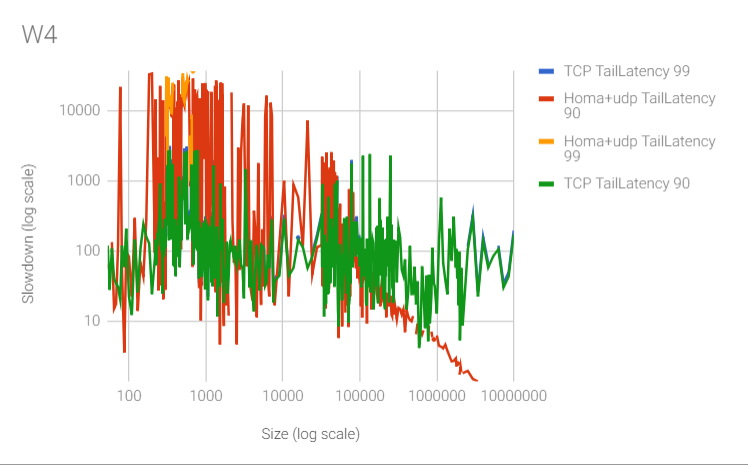 W4
TCP TailLatency 99
Homa+udp TailLatency
90
Homa+udp TailLatency
99
TCP TailLatency 90
Slowdown (log scale)
10000
1000
100
10
100
1000
10000
100000
1000000
10000000
Size (log scale)